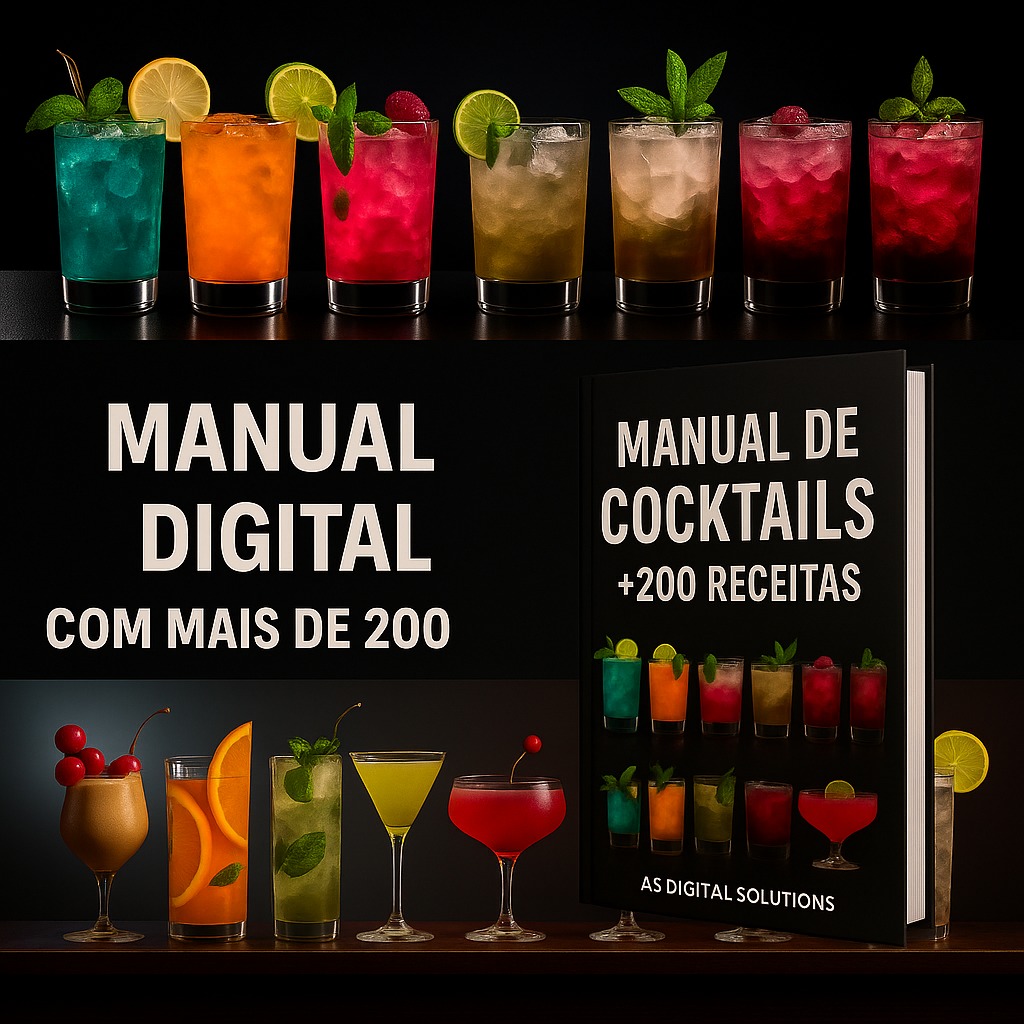 MANUAL
DIGITAL
COM MAIS DE 200
MANUAL DE
COCKTAILS
+200 RECEITAS
AS DIGITAL SOLUTIONS